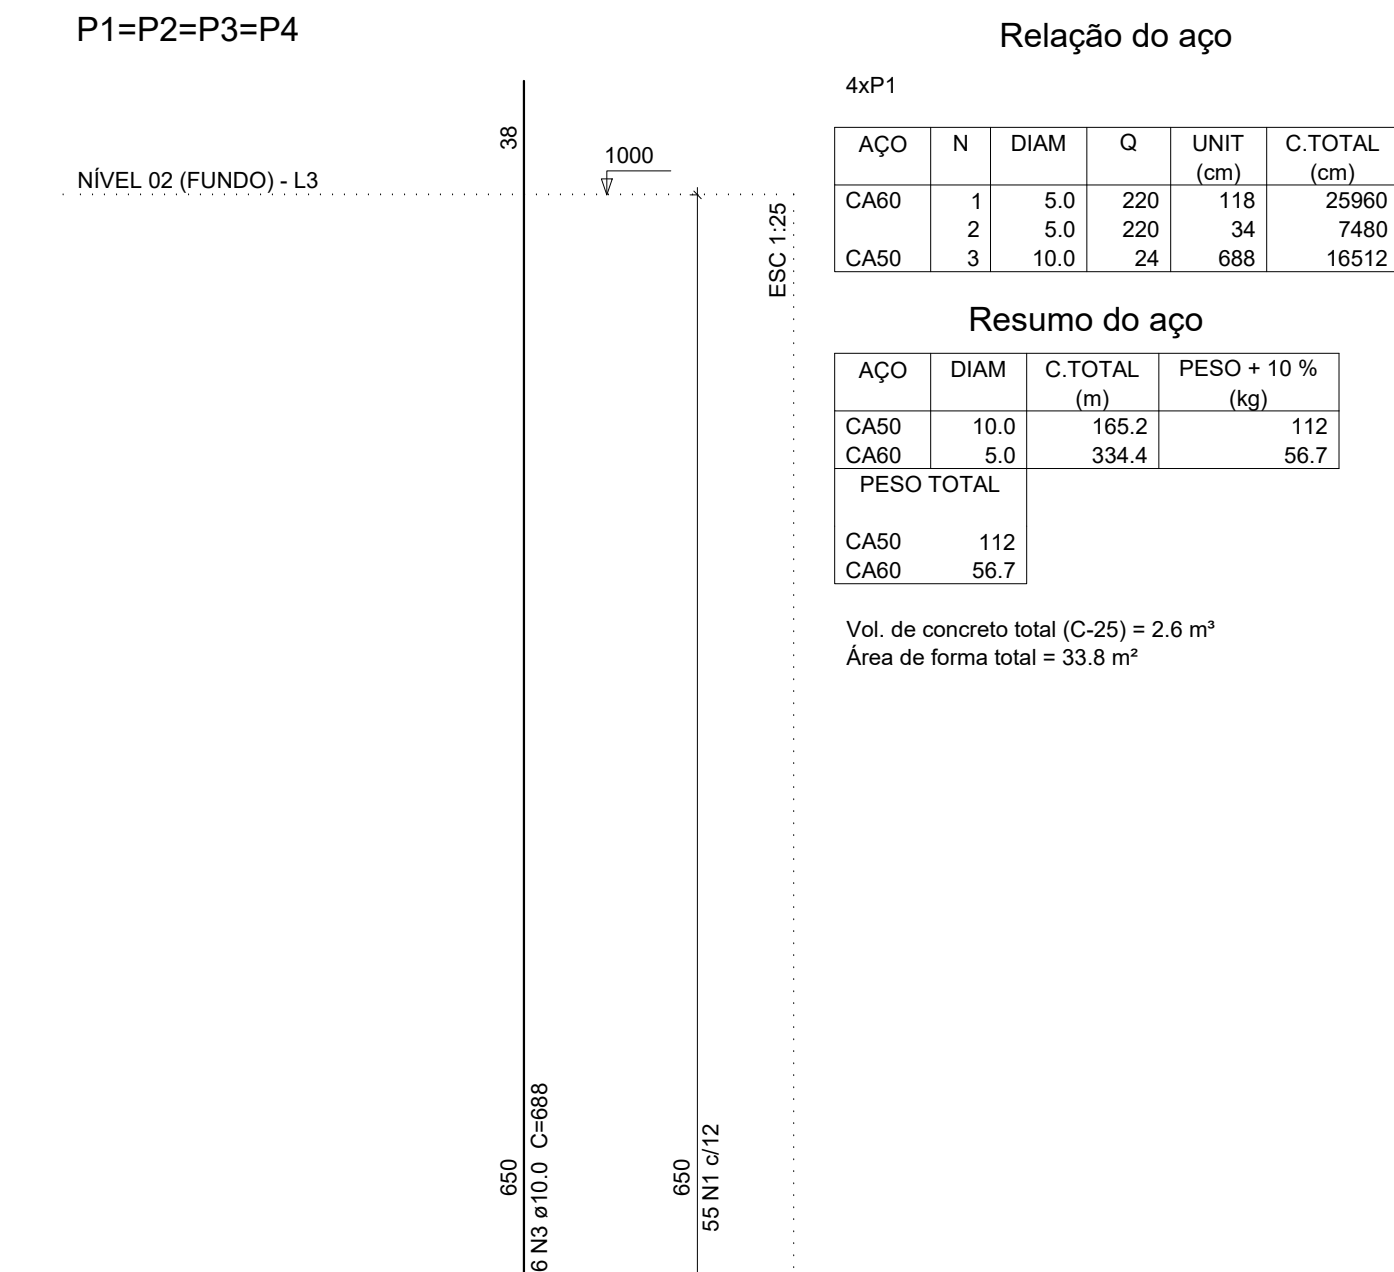 P1=P2=P3=P4
38
NÍVEL 02 (FUNDO) - L3
1000
ESC 1:25
650
6 N3 ø10.0 C=688
650
55 N1 c/12
Relação do aço
4xP1
AÇO N DIAM Q UNIT C.TOTAL
(cm) (cm)
CA60 1 5.0 220 118 25960
2 5.0 220 34 7480
CA50 3 10.0 24 688 16512
Resumo do aço
AÇO DIAM C.TOTAL PESO + 10 %
(m) (kg)
CA50 10.0 165.2 112
CA60 5.0 334.4 56.7
PESO TOTAL
CA50 112
CA60 56.7
Vol. de concreto total (C-25) = 2.6 m³
Área de forma total = 33.8 m²